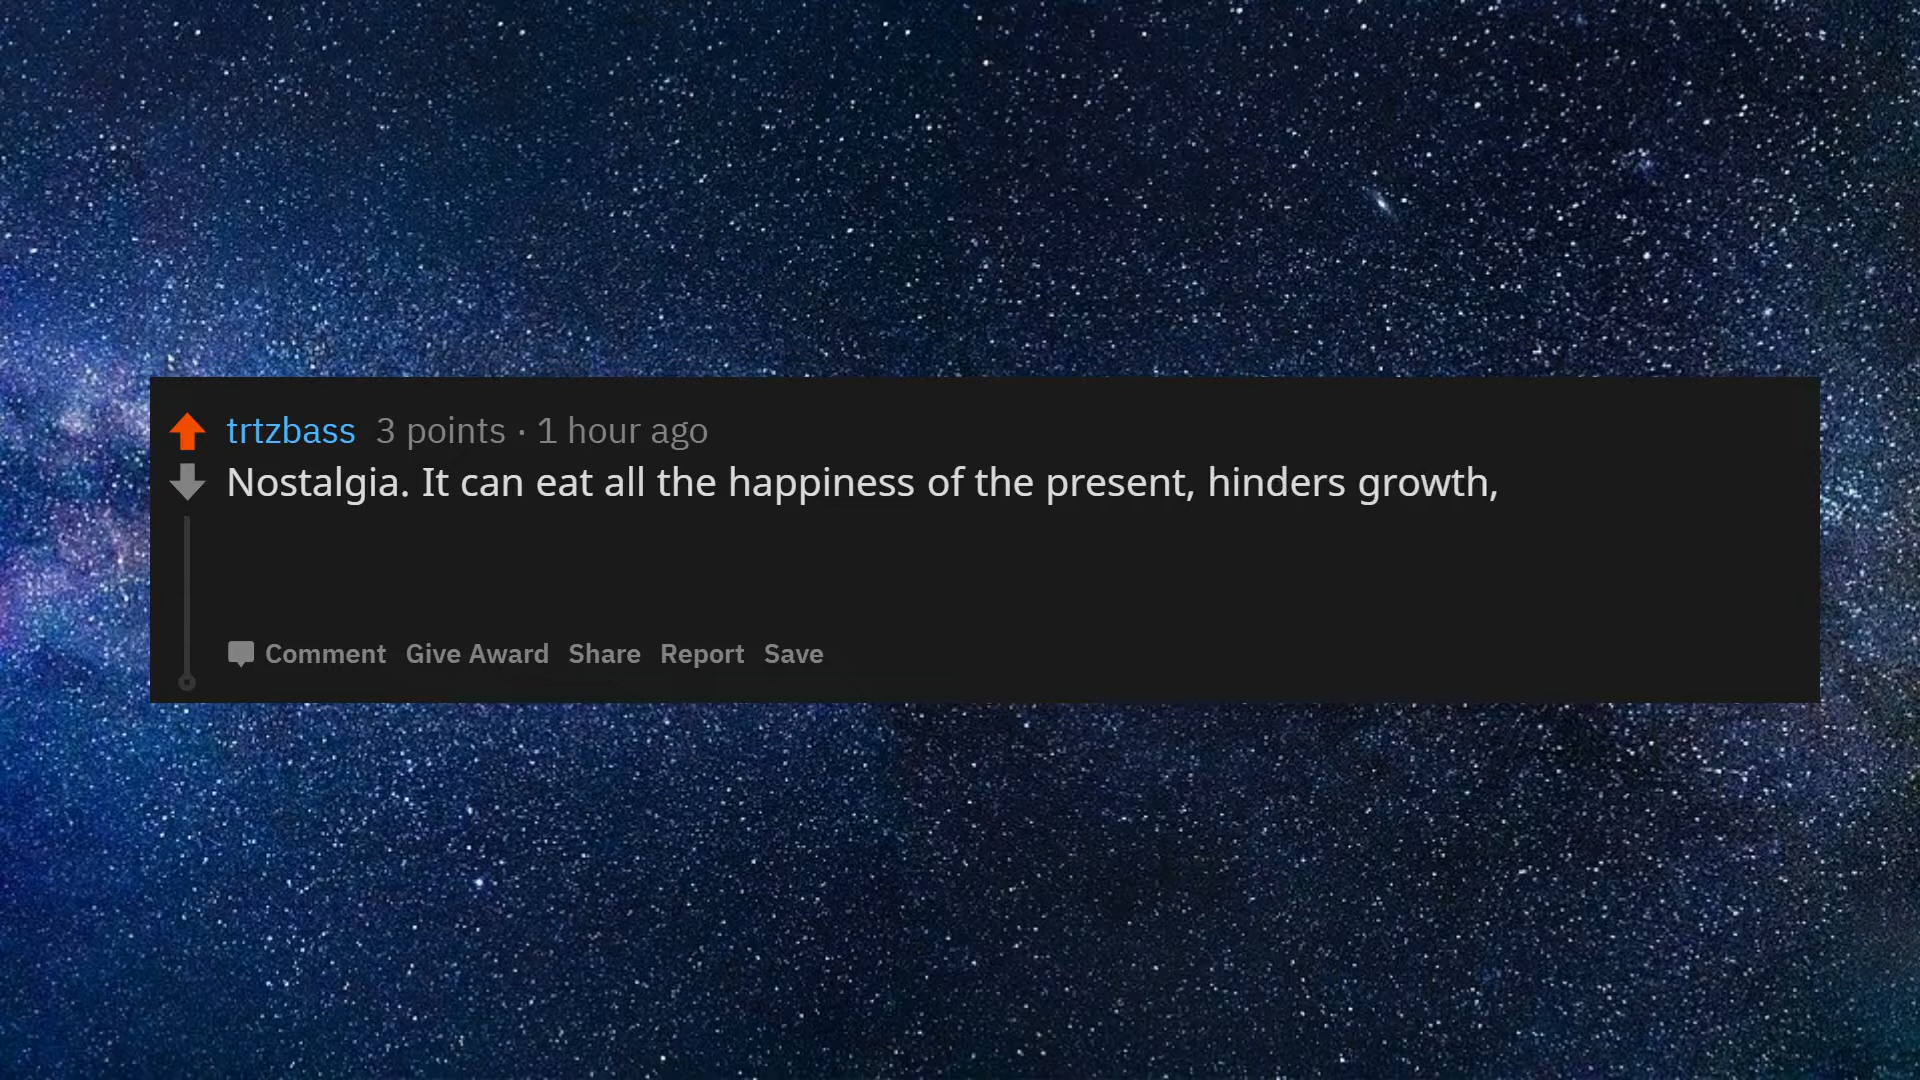 trtzbass 3 points · 1 hour ago
Nostalgia. It can eat all the happiness of the present, hinders growth,
Comment Give Award Share Report Save